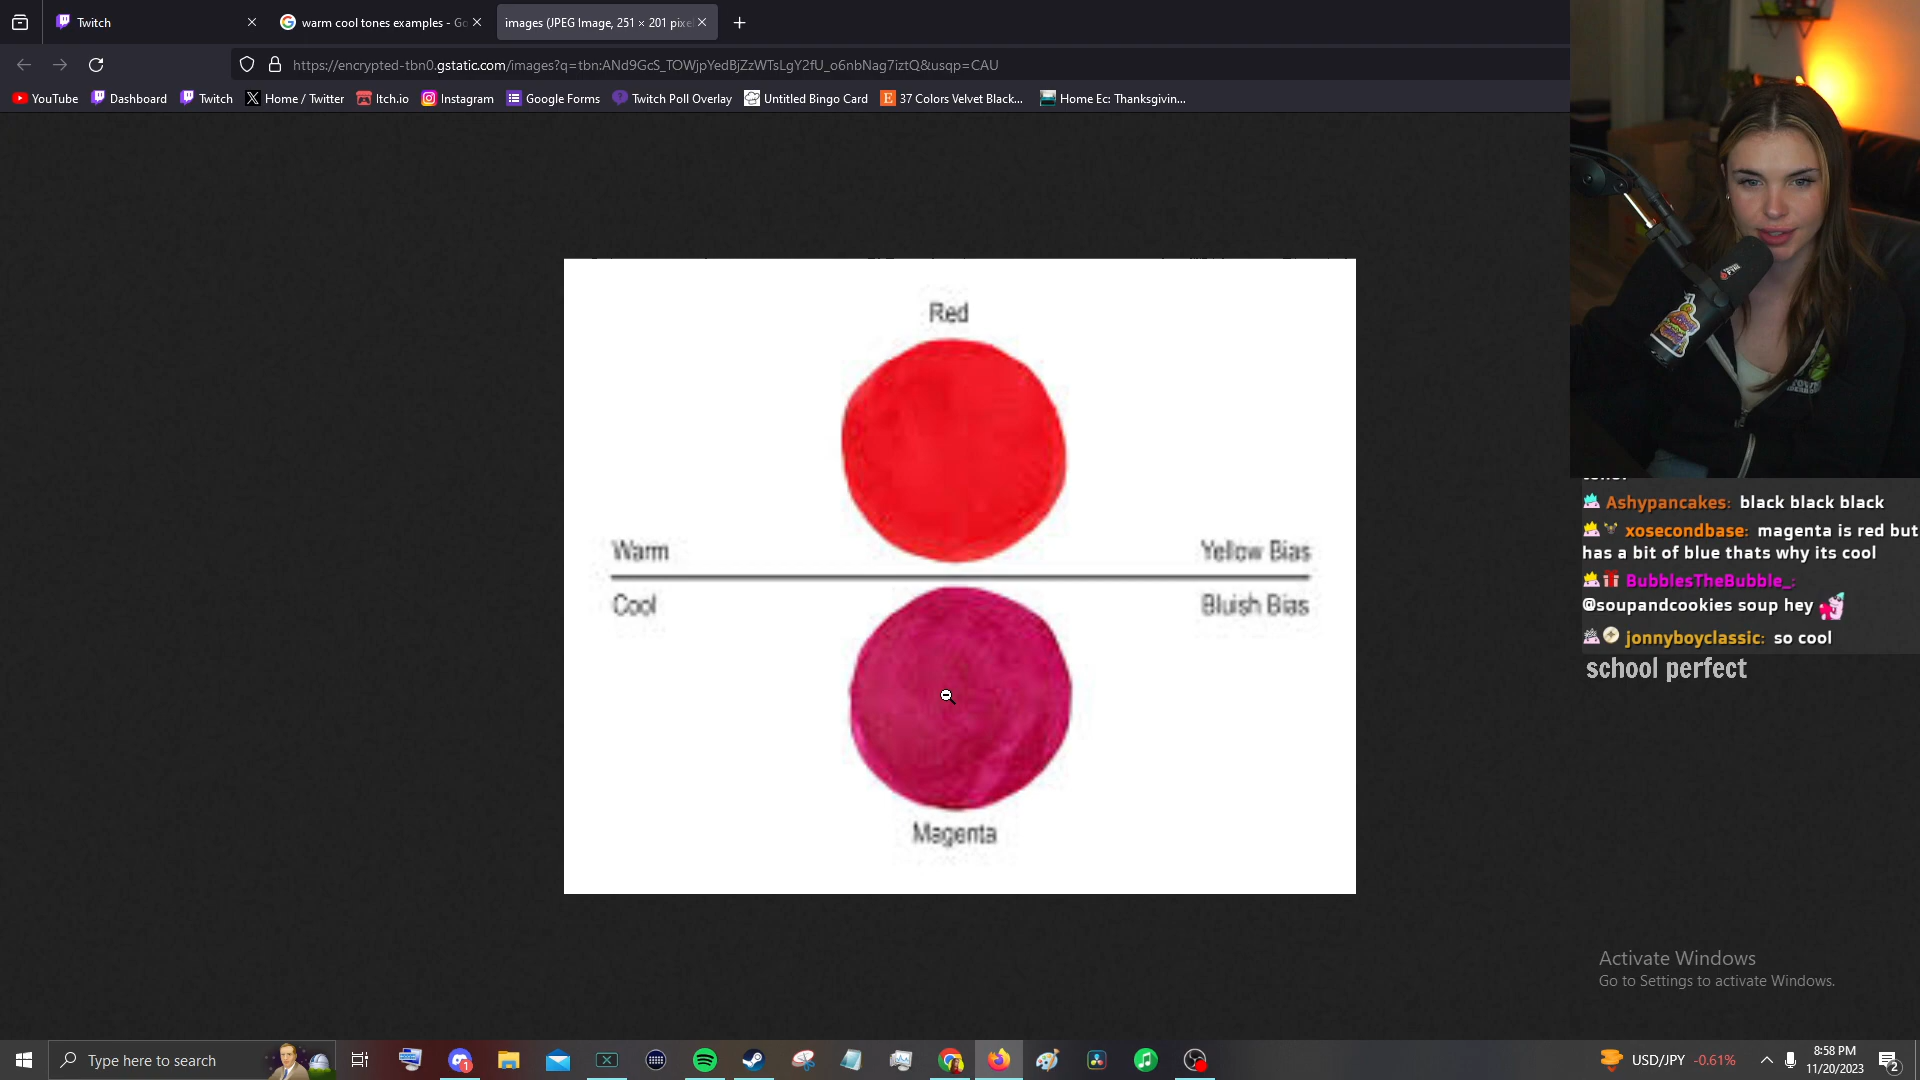 Twitch
warm cool tones examples - Go
images (JPEG Image, 251 × 201 pixe
https://encrypted-tbn0.gstatic.com/images?q=tbn:ANd9GcS_TOWjpYedBjZzWTsLgY2fU_o6nbNag7iztQ&usqp=CAU
YouTube
Dashboard
Twitch
Home / Twitter
Itch.io
Instagram
Google Forms
Twitch Poll Overlay
Untitled Bingo Card
37 Colors Velvet Black...
Home Ec: Thanksgivin...
Red
Warm
Yellow Bias
Cool
Bluish Bias
Magenta
Ashypancakes: black black black
xosecondbase: magenta is red but
has a bit of blue thats why its cool
BubblesTheBubble_:
@soupandcookies soup hey
jonnyboyclassic: so cool
school perfect
Activate Windows
Go to Settings to activate Windows.
Type here to search
1
USD/JPY -0.61%
8:58 PM
11/20/2023
2